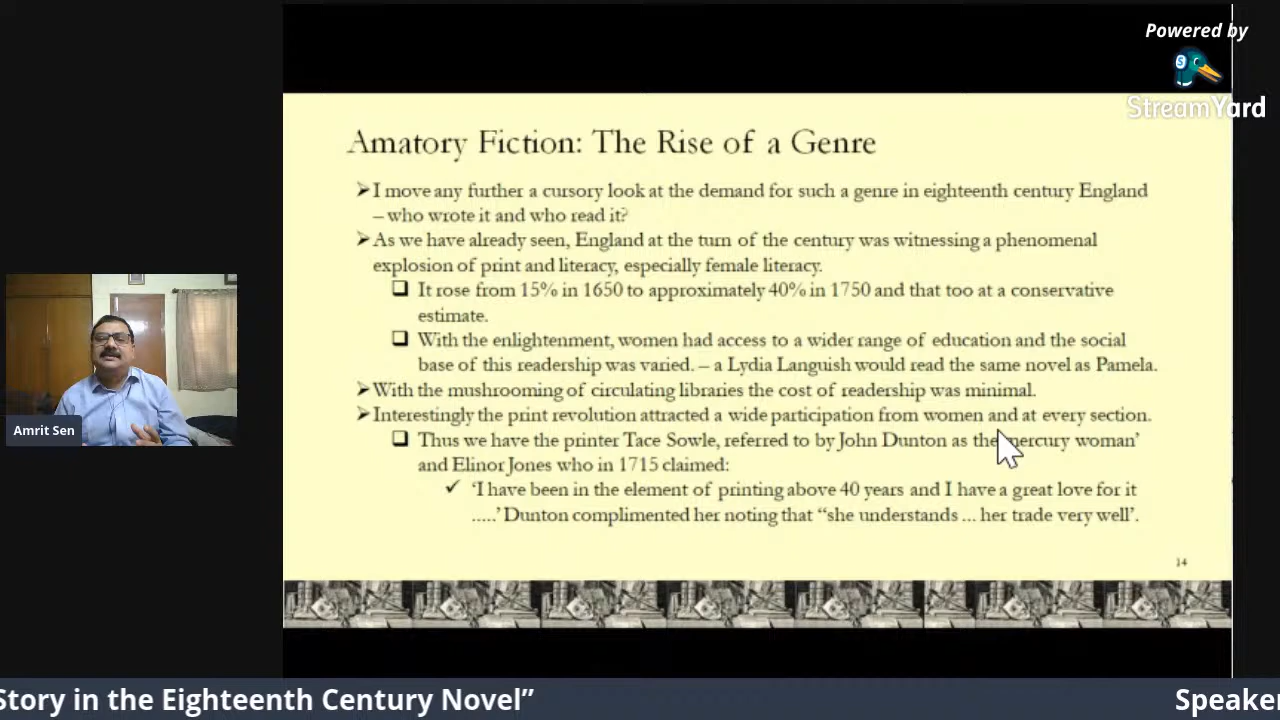 Powered by
StreamYard
Amatory Fiction: The Rise of a Genre
I move any further a cursory look at the demand for such a genre in eighteenth century England
– who wrote it and who read it?
As we have already seen, England at the turn of the century was witnessing a phenomenal
explosion of print and literacy, especially female literacy.
It rose from 15% in 1650 to approximately 40% in 1750 and that too at a conservative
estimate.
With the enlightenment, women had access to a wider range of education and the social
base of this readership was varied. – a Lydia Languish would read the same novel as Pamela.
With the mushrooming of circulating libraries the cost of readership was minimal.
Interestingly the print revolution attracted a wide participation from women and at every section.
Thus we have the printer Tace Sowle, referred to by John Dunton as the mercury woman’
and Elinor Jones who in 1715 claimed:
‘I have been in the element of printing above 40 years and I have a great love for it
.....’ Dunton complimented her noting that “she understands ... her trade very well’.
14
Amrit Sen
Story in the Eighteenth Century Novel”
Speaker